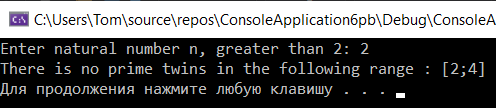 C:\Users\Tom\source\repos\ConsoleApplication6pb\Debug\ConsoleA
Enter natural number n, greater than 2: 2
There is no prime twins in the following range : [2;4]
Для продолжения нажмите любую клавишу . . .